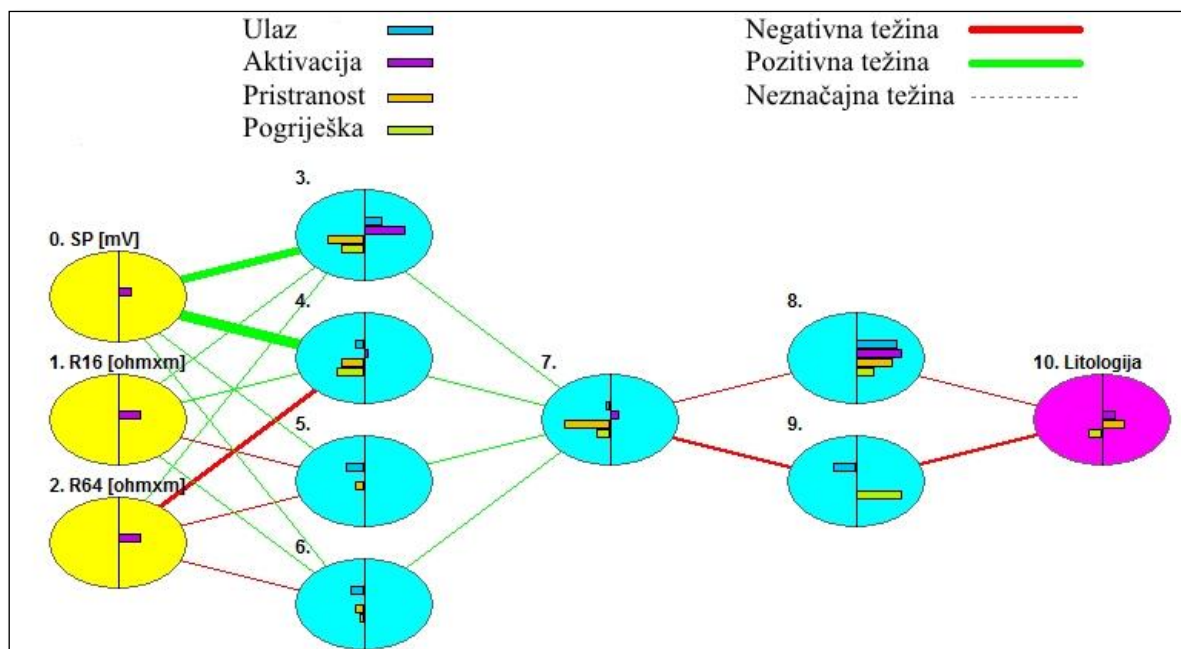 Ulaz
Aktivacija
Pristranost
Pogriješka
Negativna težina
Pozitivna težina
Neznačajna težina
0. SP [mV]
1. R16 [ohmxm]
2. R64 [ohmxm]
3.
4.
5.
6.
7.
8.
9.
10. Litologija